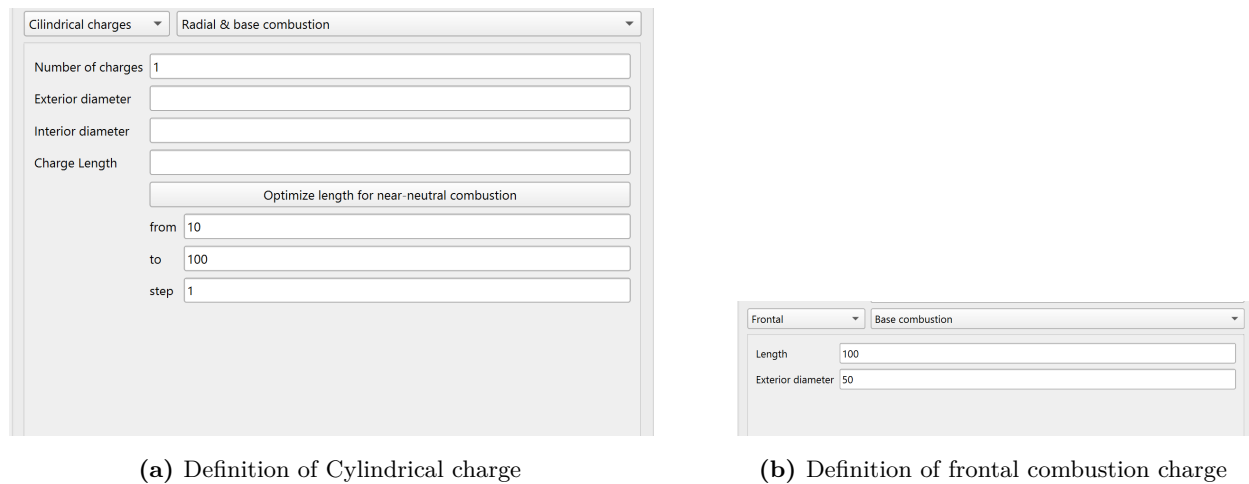 Cilindrical charges Radial & base combustion
Number of charges 1
Exterior diameter
Interior diameter
Charge Length
Optimize length for near-neutral combustion
from 10
to 100
step 1
(a) Definition of Cylindrical charge
Frontal Base combustion
Length 100
Exterior diameter 50
(b) Definition of frontal combustion charge